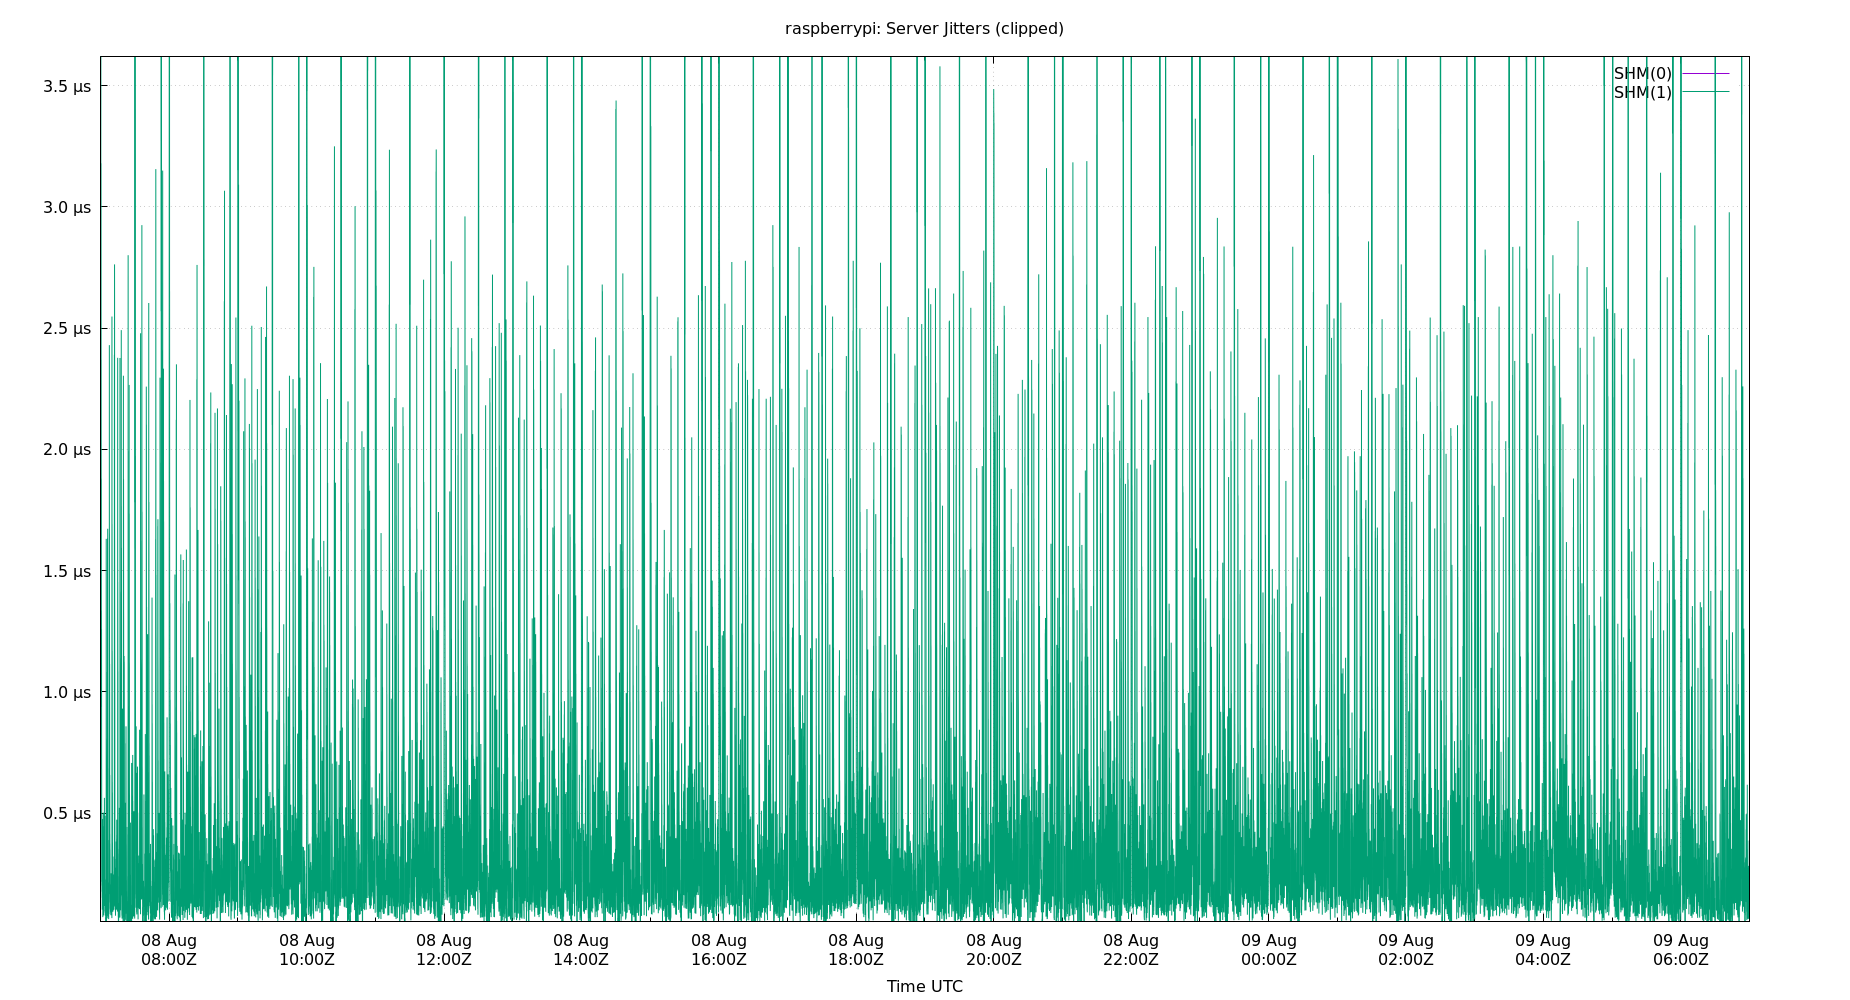 raspberrypi: Server Jitters (clipped)
SHM(0)
SHM(1)
3.5 μs
3.0 μs
2.5 μs
2.0 μs
1.5 μs
1.0 μs
0.5 μs
08 Aug 08 Aug 08 Aug 08 Aug 08 Aug 08 Aug 08 Aug 08 Aug 09 Aug 09 Aug 09 Aug 09 Aug
08:00Z 10:00Z 12:00Z 14:00Z 16:00Z 18:00Z 20:00Z 22:00Z 00:00Z 02:00Z 04:00Z 06:00Z
Time UTC